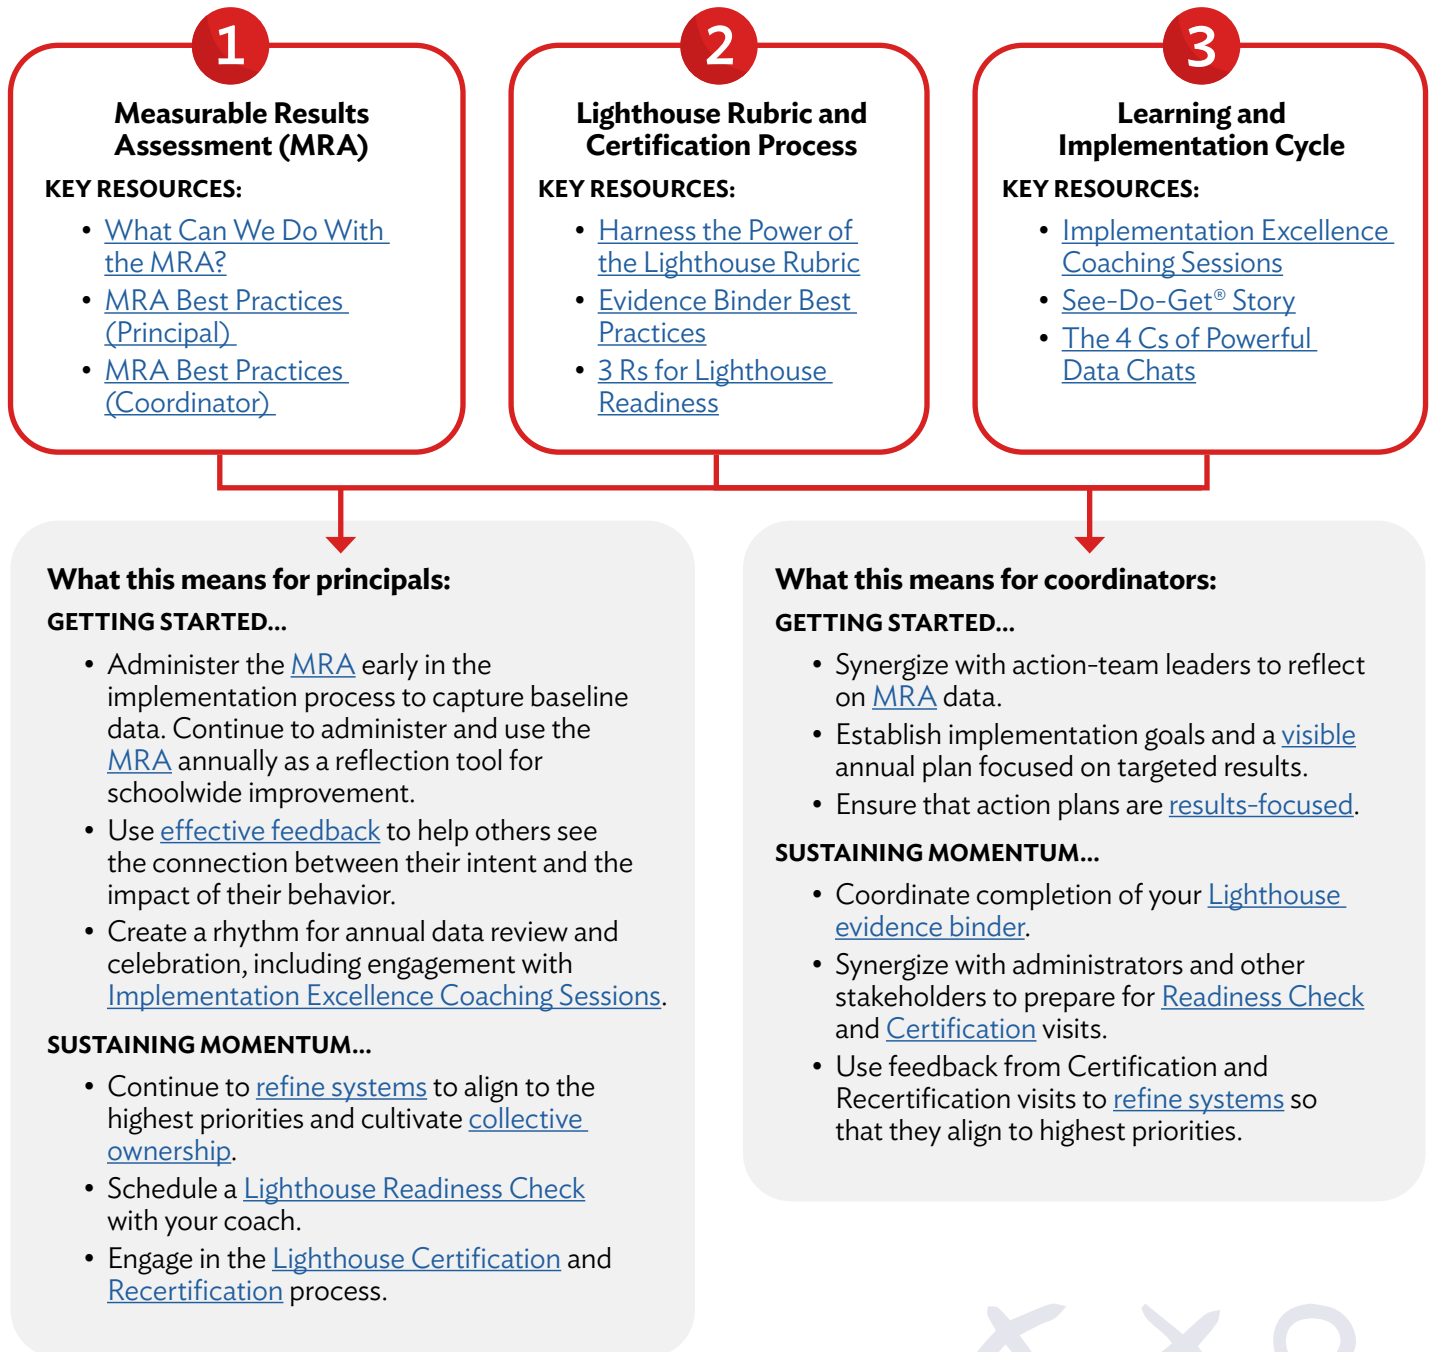 1
Measurable Results
Assessment (MRA)
KEY RESOURCES:
• What Can We Do With
the MRA?
• MRA Best Practices
(Principal)
• MRA Best Practices
(Coordinator)
2
Lighthouse Rubric and
Certification Process
KEY RESOURCES:
• Harness the Power of
the Lighthouse Rubric
• Evidence Binder Best
Practices
• 3 Rs for Lighthouse
Readiness
3
Learning and
Implementation Cycle
KEY RESOURCES:
• Implementation Excellence
Coaching Sessions
• See-Do-Get® Story
• The 4 Cs of Powerful
Data Chats
What this means for principals:
GETTING STARTED...
• Administer the MRA early in the
implementation process to capture baseline
data. Continue to administer and use the
MRA annually as a reflection tool for
schoolwide improvement.
• Use effective feedback to help others see
the connection between their intent and the
impact of their behavior.
• Create a rhythm for annual data review and
celebration, including engagement with
Implementation Excellence Coaching Sessions.
SUSTAINING MOMENTUM...
• Continue to refine systems to align to the
highest priorities and cultivate collective
ownership.
• Schedule a Lighthouse Readiness Check
with your coach.
• Engage in the Lighthouse Certification and
Recertification process.
What this means for coordinators:
GETTING STARTED...
• Synergize with action-team leaders to reflect
on MRA data.
• Establish implementation goals and a visible
annual plan focused on targeted results.
• Ensure that action plans are results-focused.
SUSTAINING MOMENTUM...
• Coordinate completion of your Lighthouse
evidence binder.
• Synergize with administrators and other
stakeholders to prepare for Readiness Check
and Certification visits.
• Use feedback from Certification and
Recertification visits to refine systems so
that they align to highest priorities.